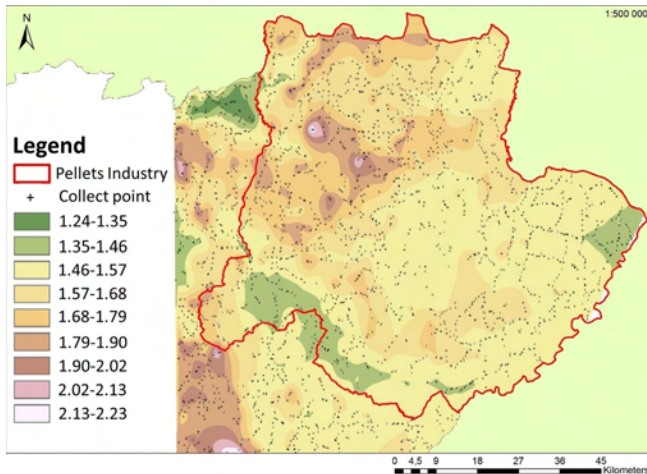 N
1:500 000
Legend
Pellets Industry
Collect point
1.24-1.35
1.35-1.46
1.46-1.57
1.57-1.68
1.68-1.79
1.79-1.90
1.90-2.02
2.02-2.13
2.13-2.23
0 4,5 9 18 27 36 45
Kilometers